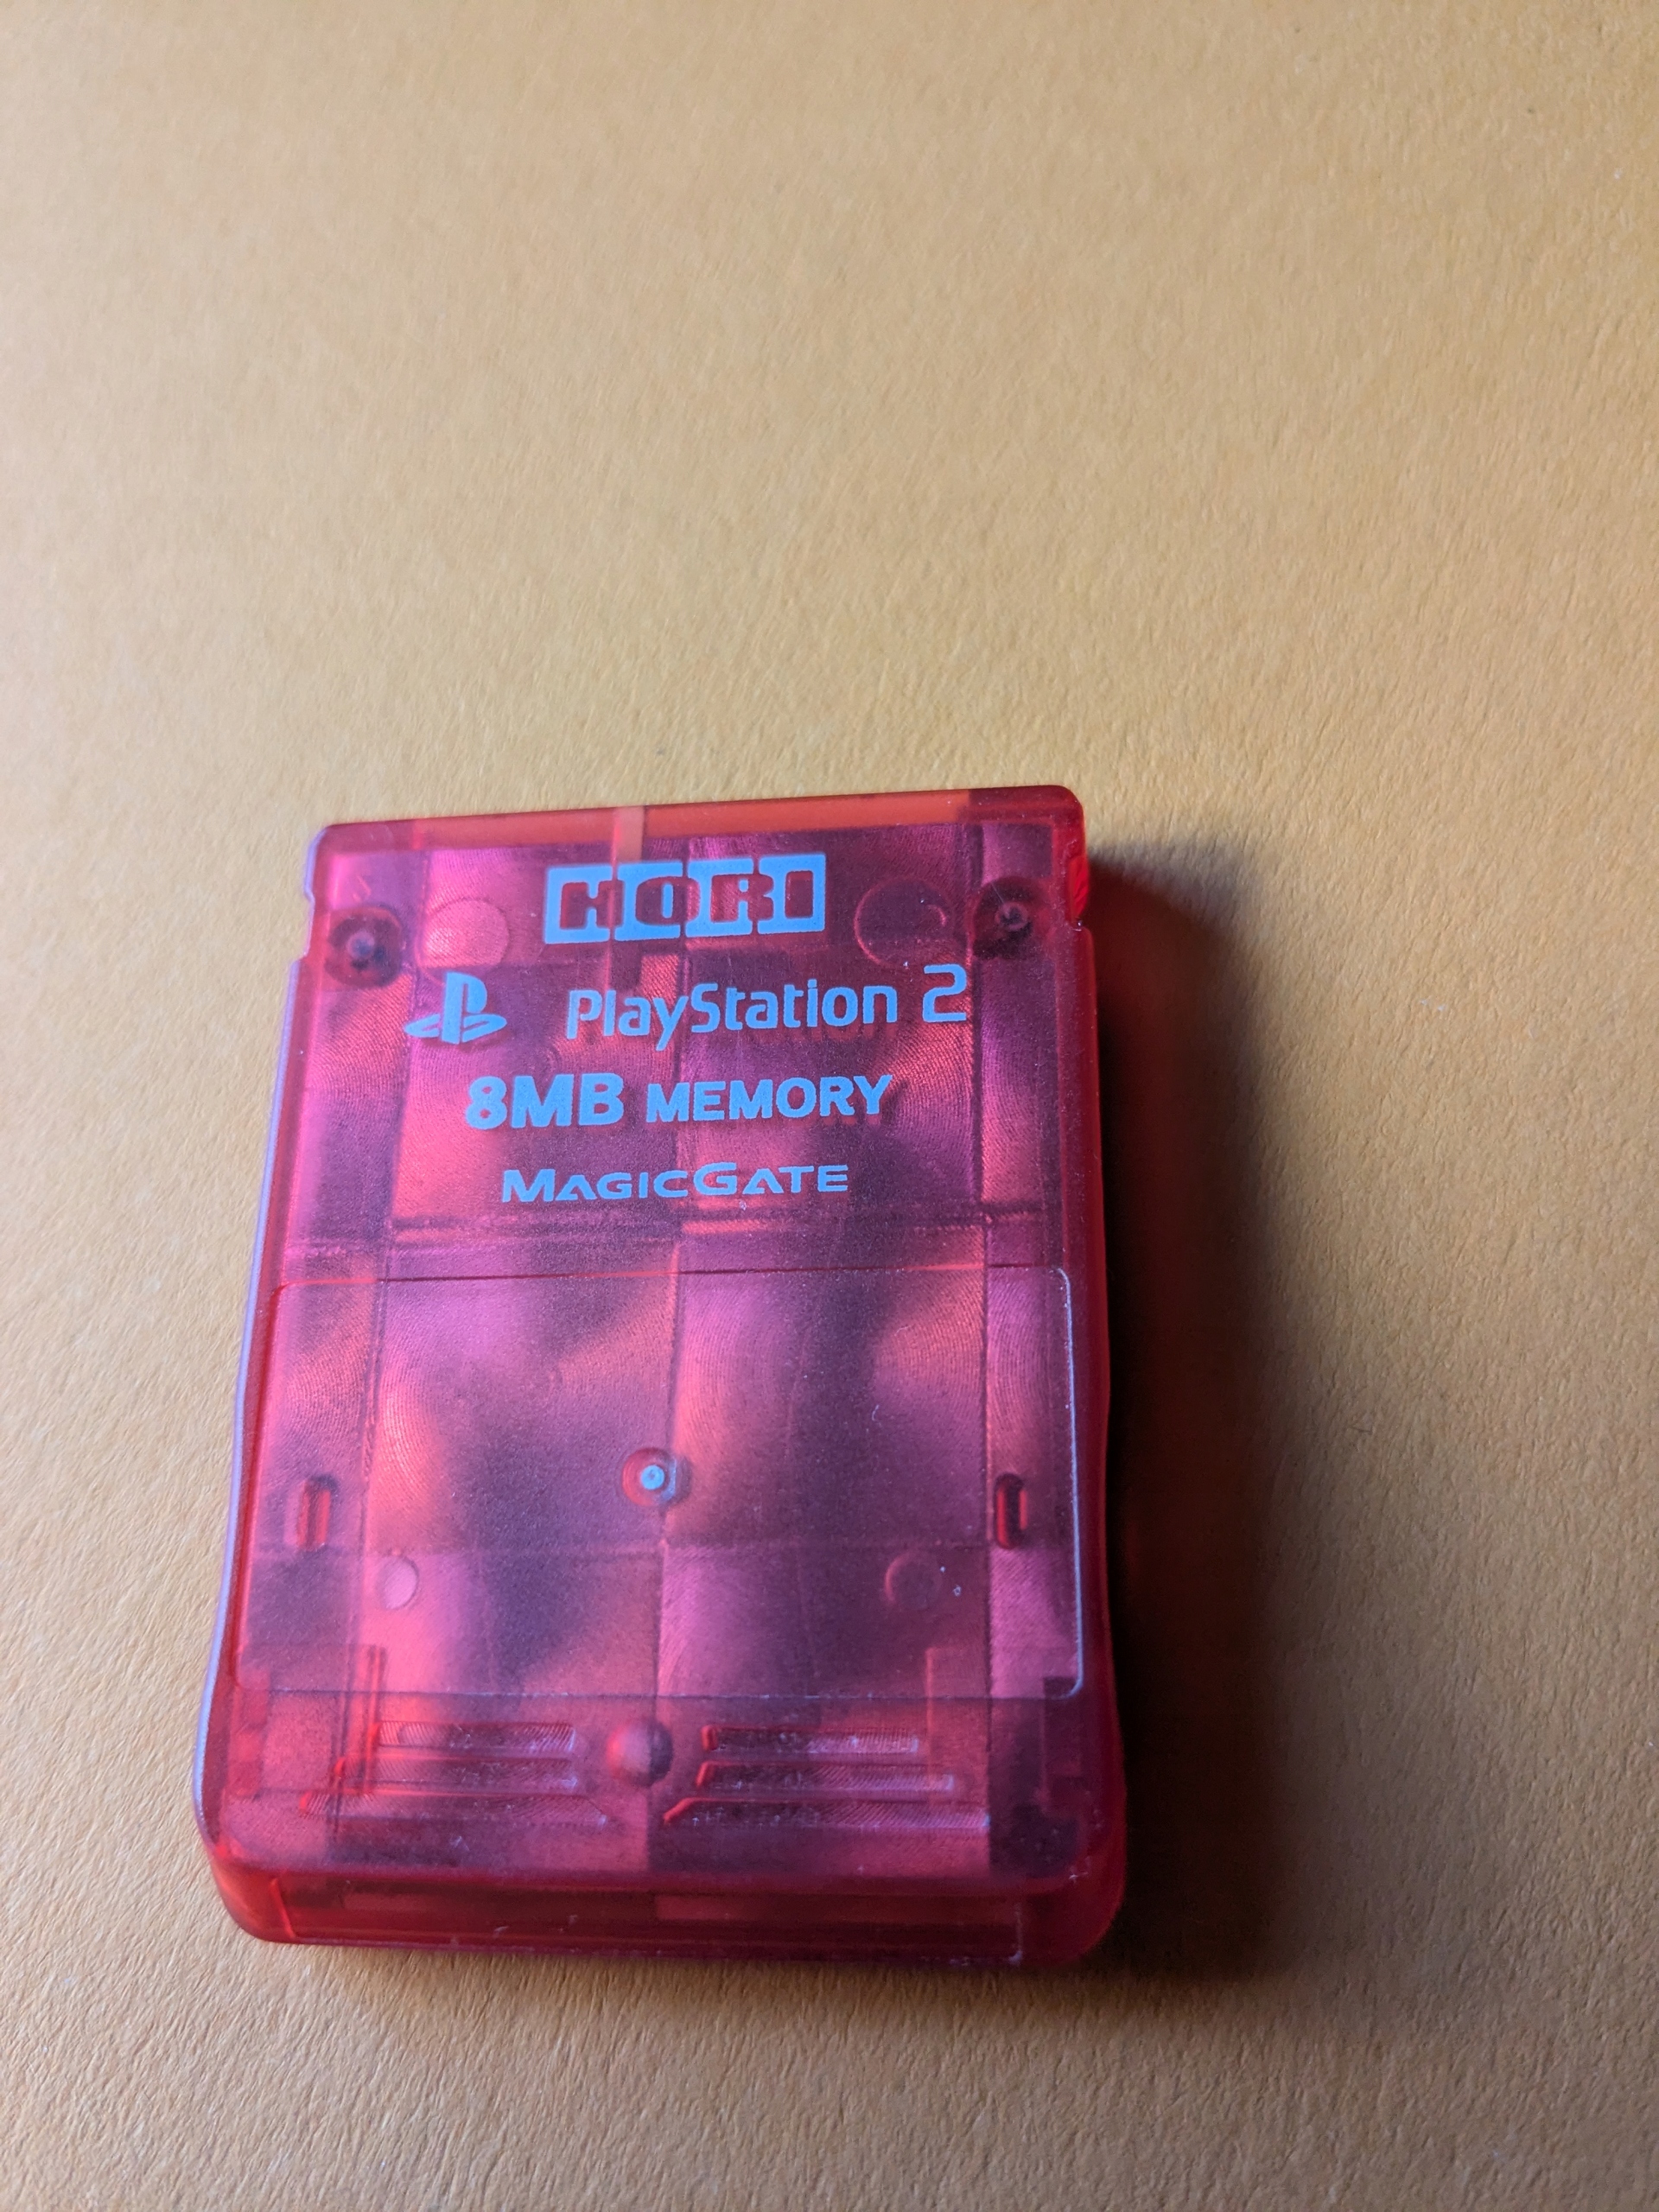 HORI
PlayStation 2
8MB MEMORY
MAGICGATE